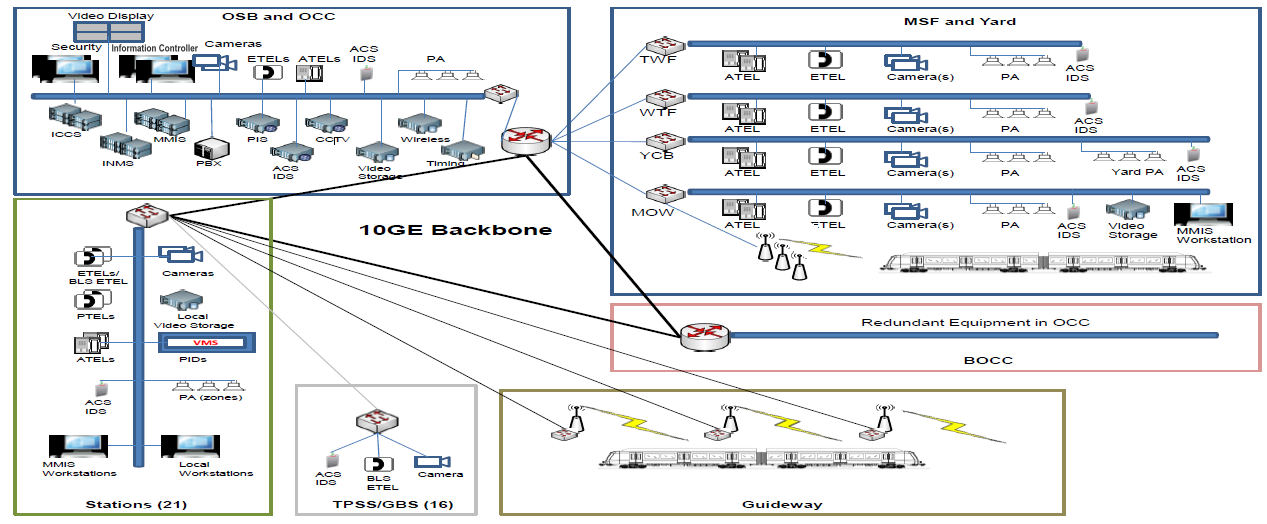 OSB and OCC
Video Display
Security
Information Controller
Cameras
ETELs
ATELs
ACS
IDS
PA
ICCS
INMS
MMIS
PBX
PIS
ACS
IDS
CCTV
Video
Storage
Wireless
Timing
MSF and Yard
TWF
ATEL
ETEL
Camera(s)
PA
ACS
IDS
WTF
ATEL
ETEL
Camera(s)
PA
ACS
IDS
YCB
ATEL
ETEL
Camera(s)
PA
Yard PA
ACS
IDS
MOW
ATEL
ETEL
Camera(s)
PA
ACS
IDS
Video
Storage
MMIS
Workstation
10GE Backbone
Redundant Equipment in OCC
BOCC
ETELs/
BLS ETEL
Cameras
PTELs
Local
Video Storage
ATELs
VMS
PIDs
ACS
IDS
PA (zones)
MMIS
Workstations
Local
Workstations
Stations (21)
ACS
IDS
BLS
ETEL
Camera
TPSS/GBS (16)
Guideway